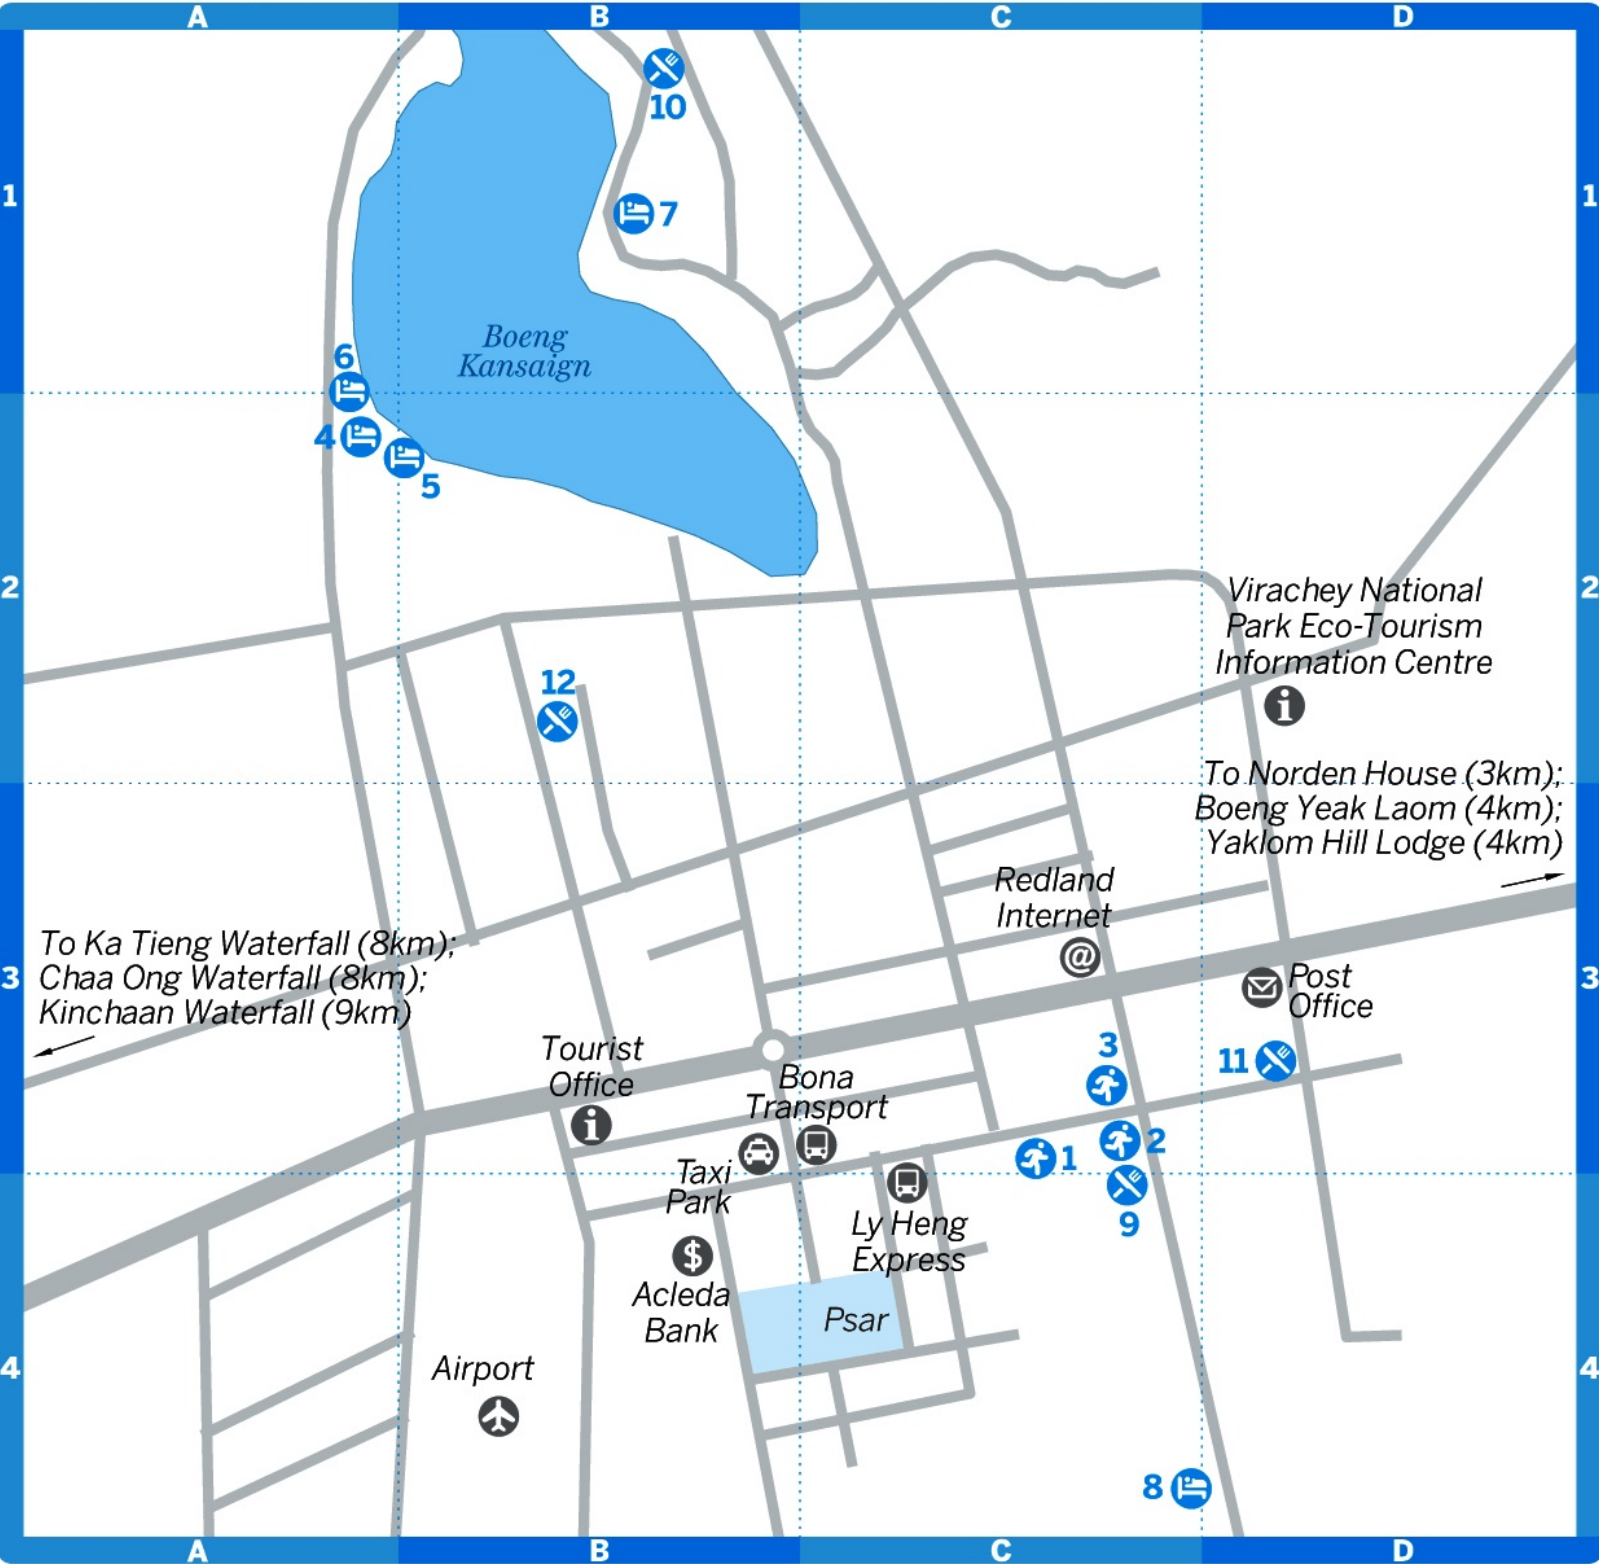 A
B
C
D
1
1
10
7
Boeng
Kansaign
6
4
5
2
2
Virachey National
Park Eco-Tourism
Information Centre
i
12
To Norden House (3km);
Boeng Yeak Laom (4km);
Yaklom Hill Lodge (4km)
Redland
Internet
@
To Ka Tieng Waterfall (8km);
Chaa Ong Waterfall (8km);
Kinchaan Waterfall (9km)
3
3
Post
Office
Tourist
Office
i
Bona
Transport
3
11
Taxi
Park
1
2
9
Ly Heng
Express
$
Acleda
Bank
Psar
Airport
4
4
8
A
B
C
D